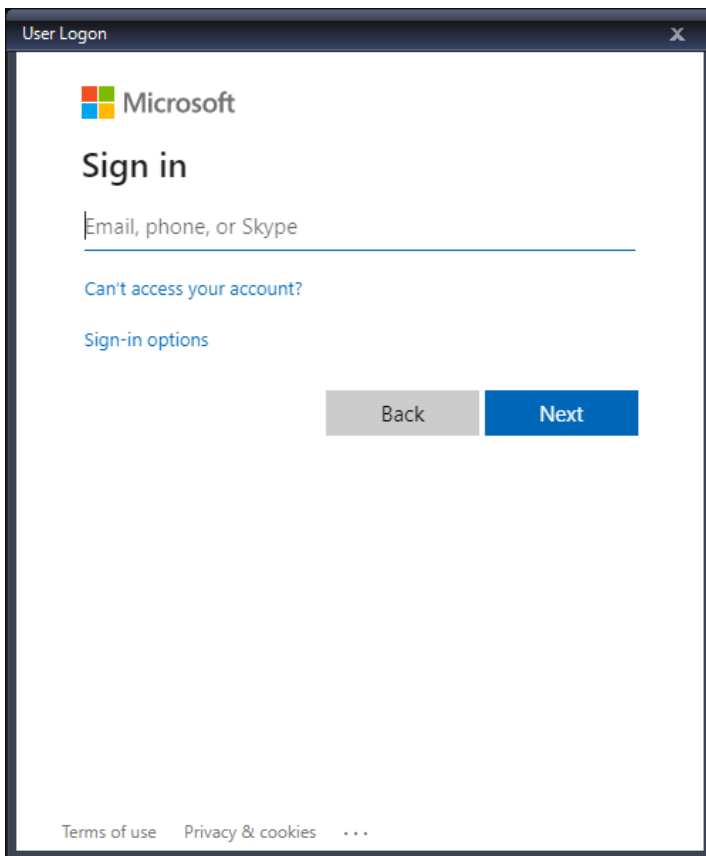 User Logon X
Microsoft
Sign in
Email, phone, or Skype
Can't access your account?
Sign-in options
Back Next
Terms of use Privacy & cookies ...